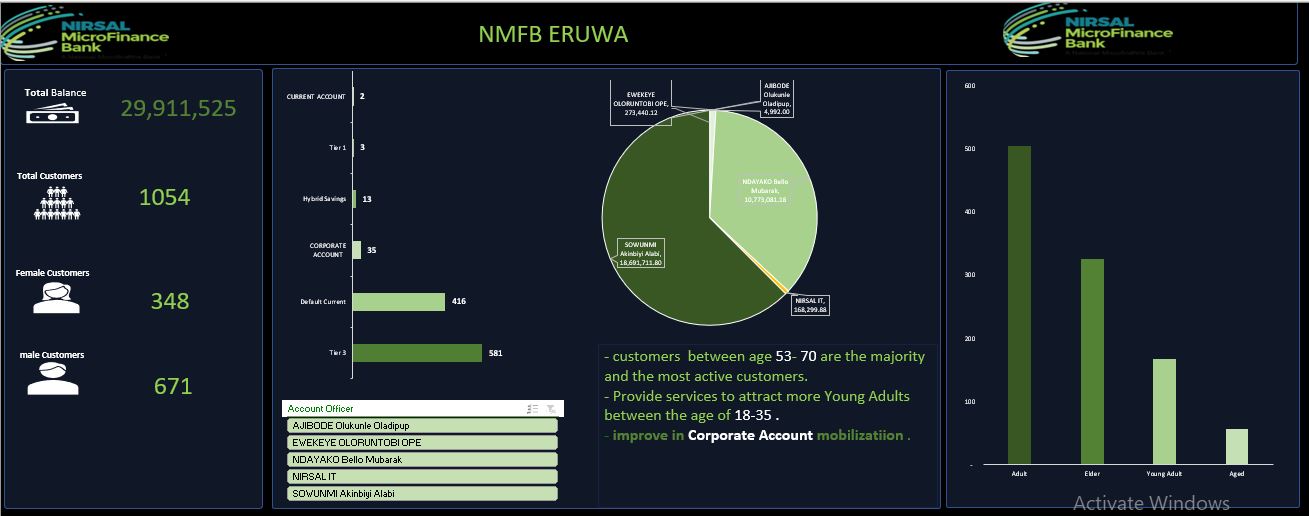 NIRSAL
MicroFinance
Bank
NMFB ERUWA
NIRSAL
MicroFinance
Bank
Total Balance
29,911,525
Total Customers
1054
Female Customers
348
male Customers
671
CURRENT ACCOUNT
2
Tier 1
3
Hybrid Savings
13
CORPORATE
ACCOUNT
35
Default Current
416
Tier 3
581
Account Officer
AJIBODE Olukunle Oladipup
EWEKEYE OLORUNTOBI OPE
NDAYAKO Bello Mubarak
NIRSAL IT
SOWUNMI Akinbiyi Alabi
EWEKEYE
OLORUNTOBI OPE,
273,440.12
AJIBODE
Olukunle
Oladipup,
4,992.00
NDAYAKO Bello
Mubarak,
10,773,081.18
SOWUNMI
Akinbiyi Alabi,
18,691,711.80
NIRSAL IT,
168,299.88
- customers between age 53- 70 are the majority
and the most active customers.
- Provide services to attract more Young Adults
between the age of 18-35 .
- improve in Corporate Account mobilizatiion .
600
500
400
300
200
100
-
Adult
Elder
Young Adult
Aged
Activate Windows